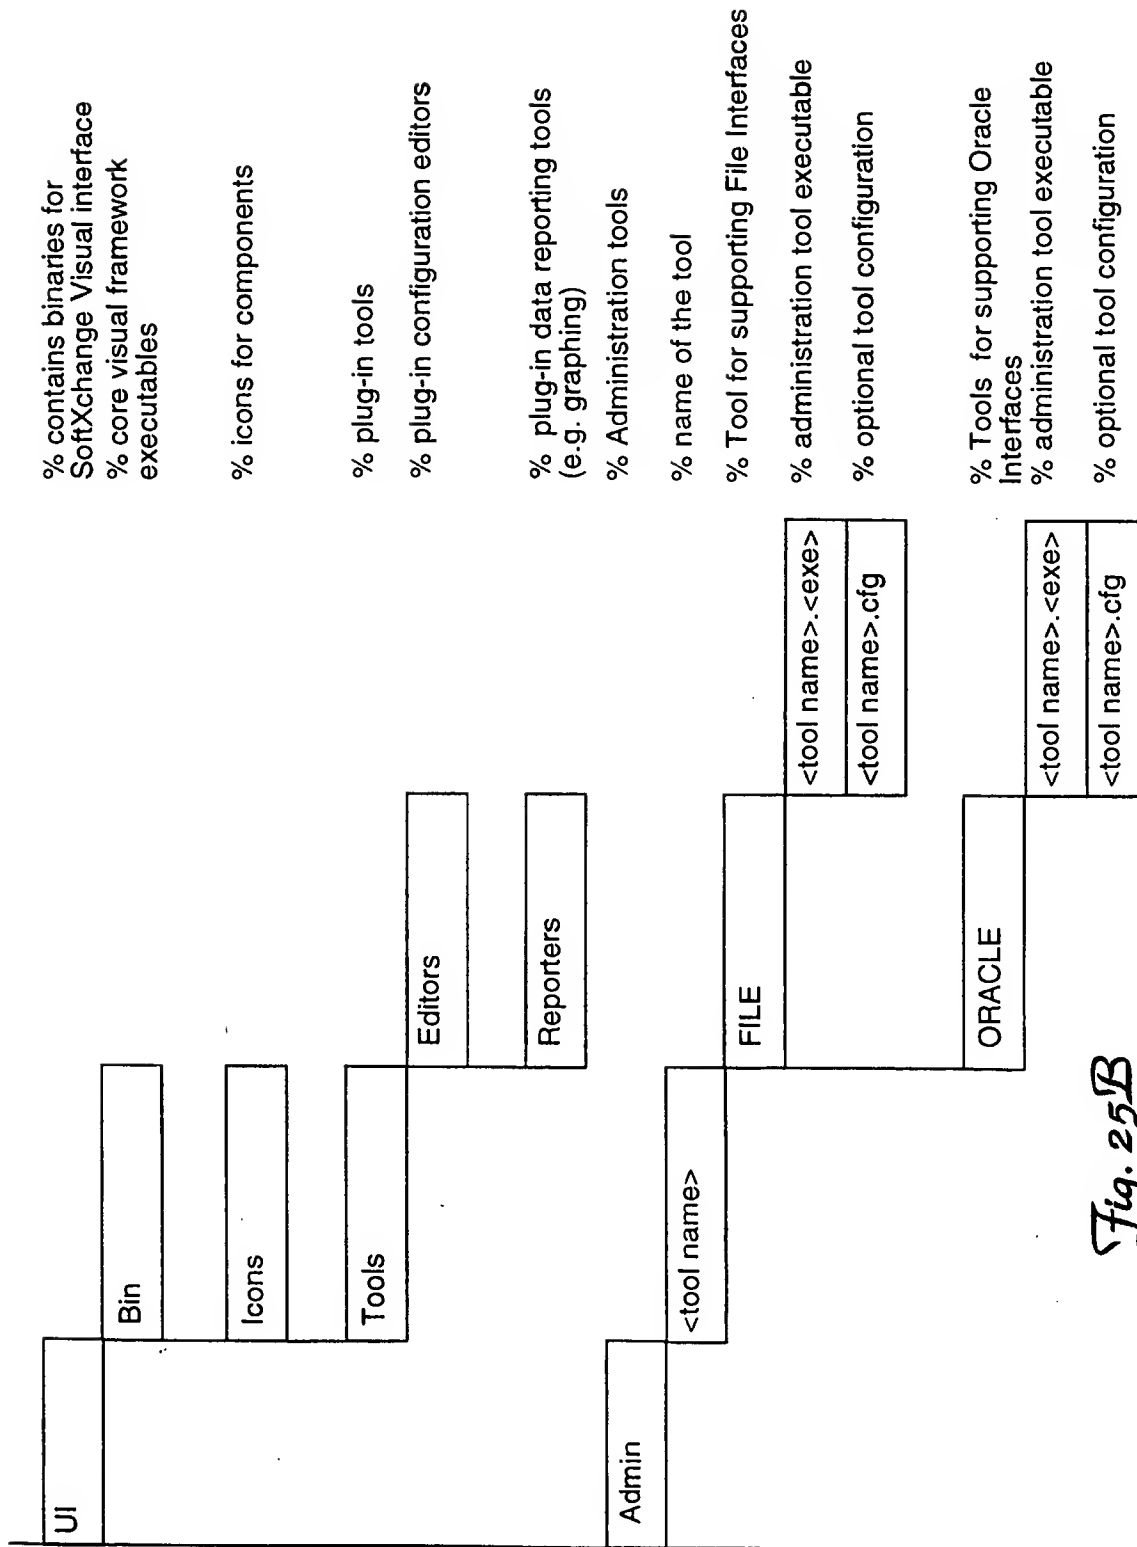 UI
% contains binaries for
SoftXchange Visual interface
Bin
% core visual framework
executables
Icons
% icons for components
Tools
% plug-in tools
Editors
% plug-in configuration editors
Reporters
% plug-in data reporting tools
(e.g. graphing)
Admin
% Administration tools
<tool name>
% name of the tool
FILE
% Tool for supporting File Interfaces
<tool name>.<exe>
% administration tool executable
<tool name>.cfg
% optional tool configuration
ORACLE
% Tools for supporting Oracle
Interfaces
<tool name>.<exe>
% administration tool executable
<tool name>.cfg
% optional tool configuration
Fig. 25B